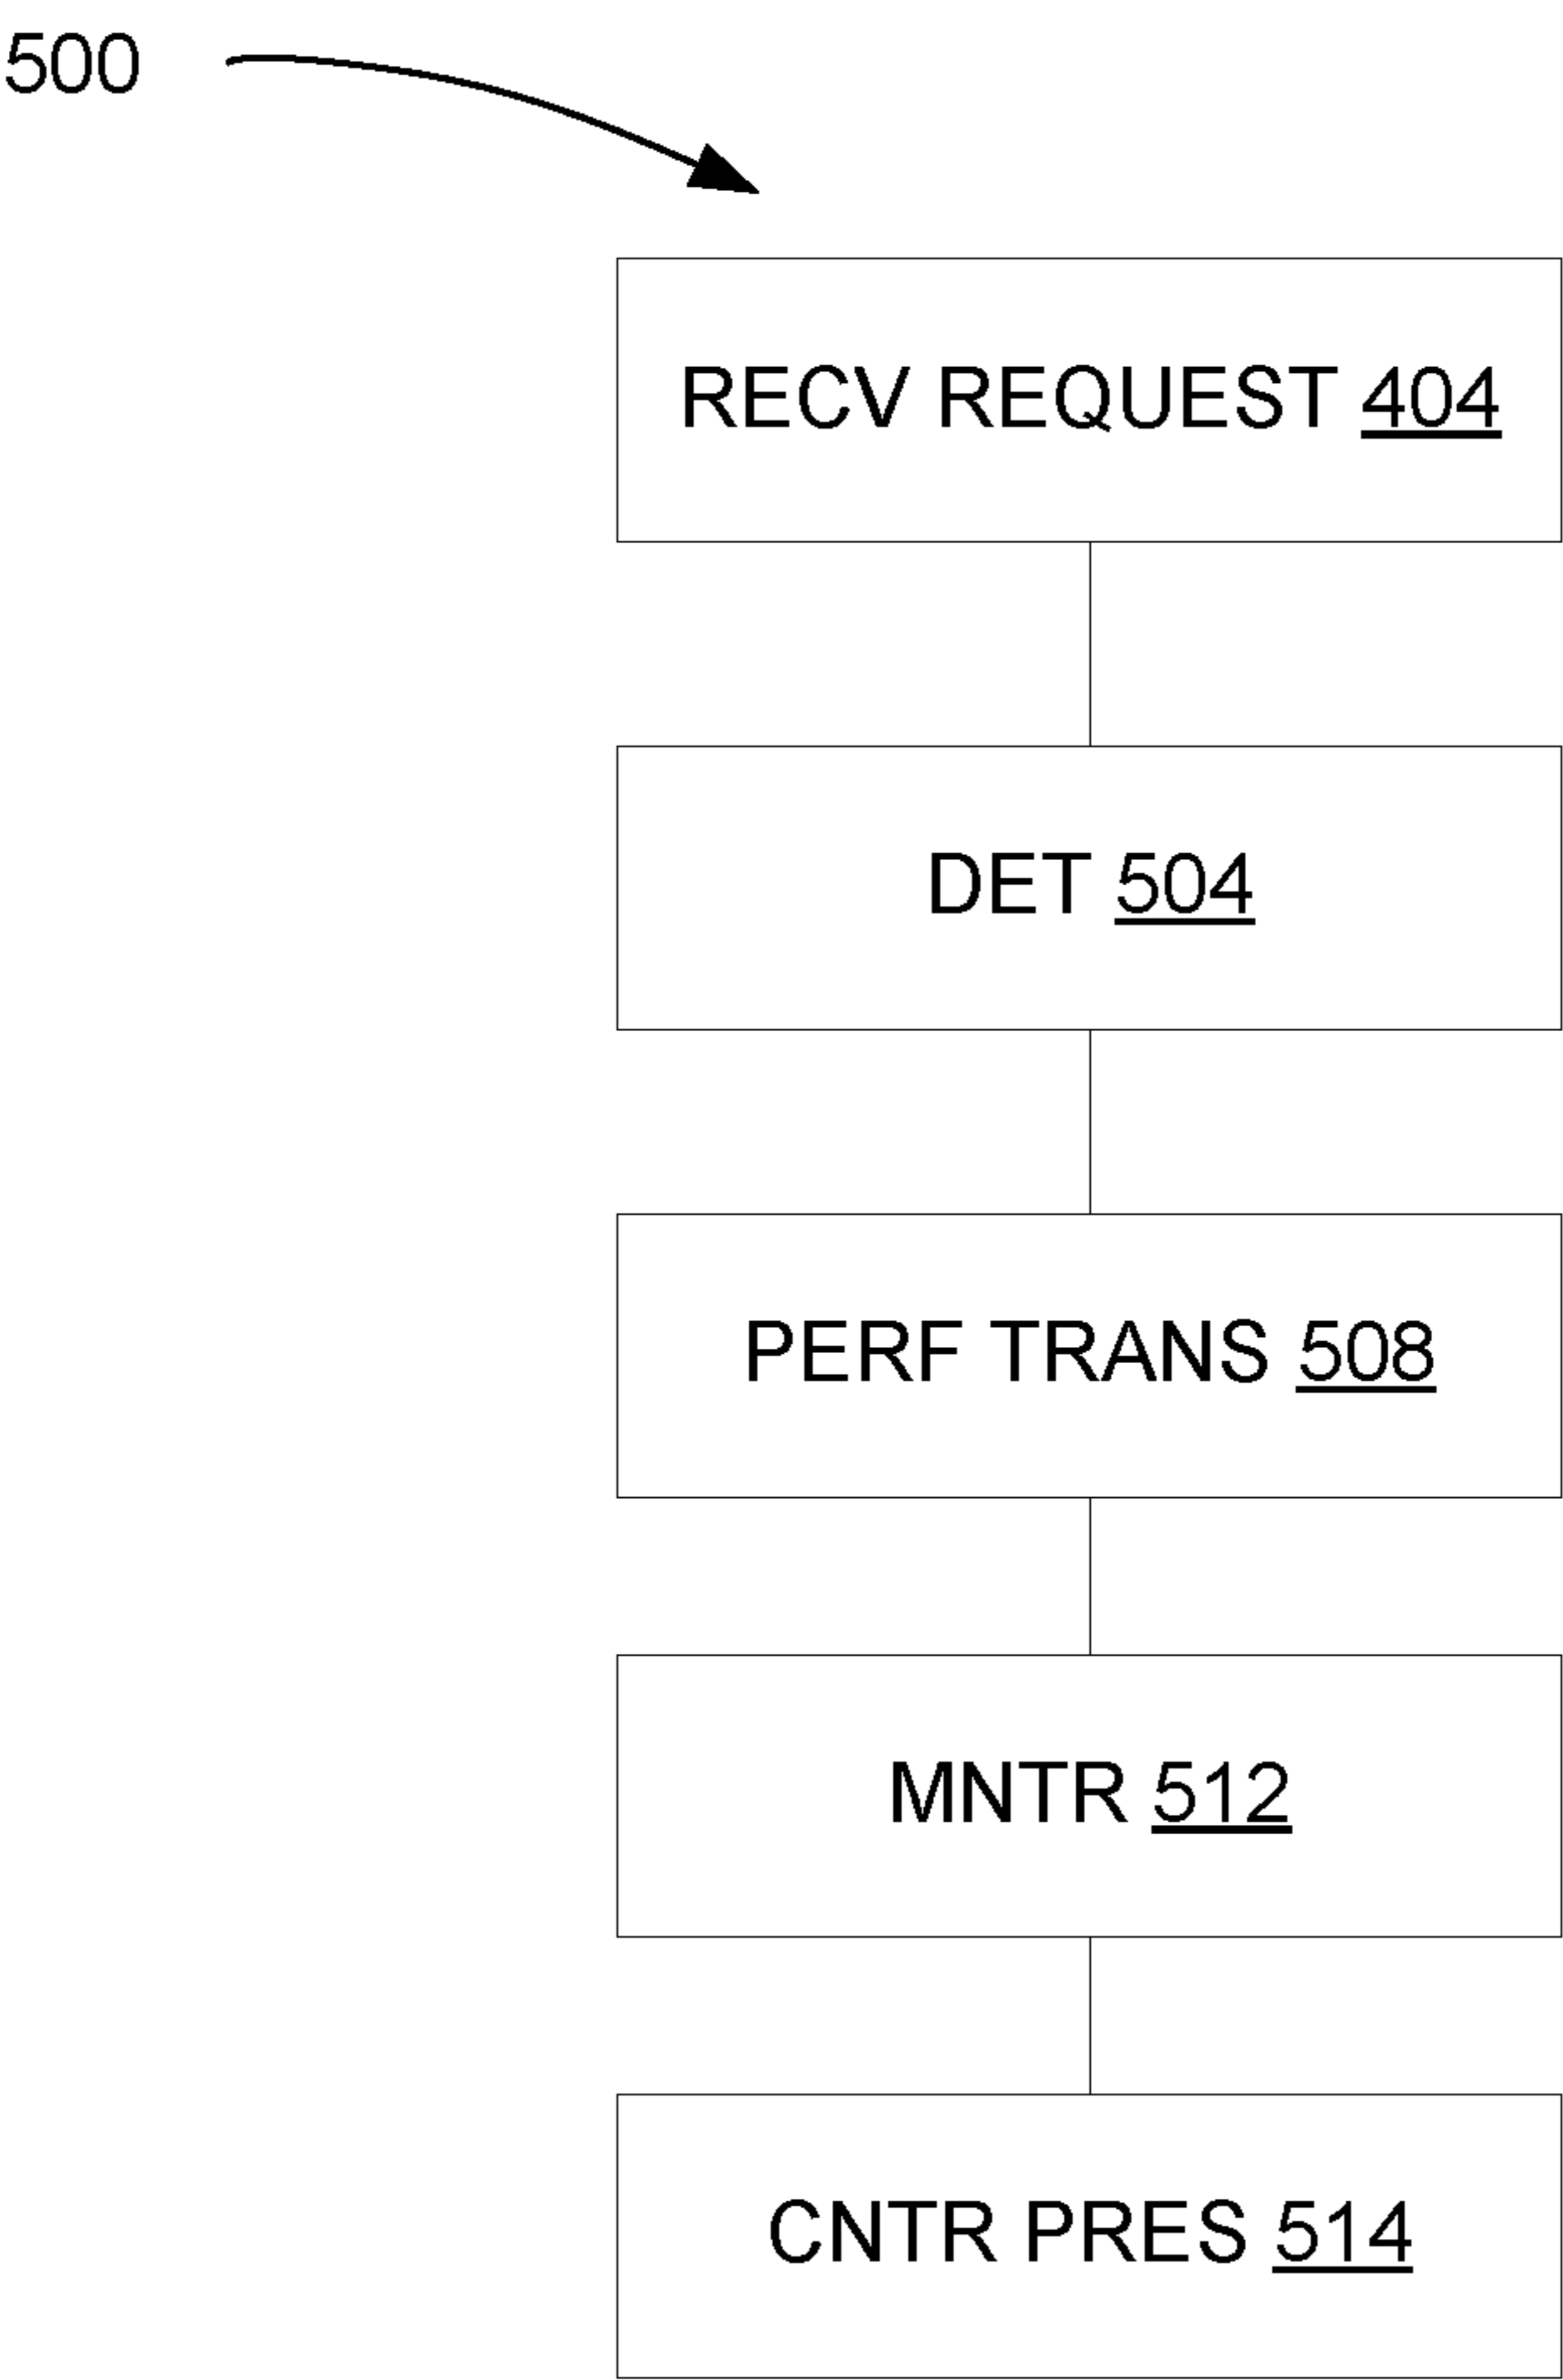 500
RECV REQUEST 404
DET 504
PERF TRANS 508
MNTR 512
CNTR PRES 514